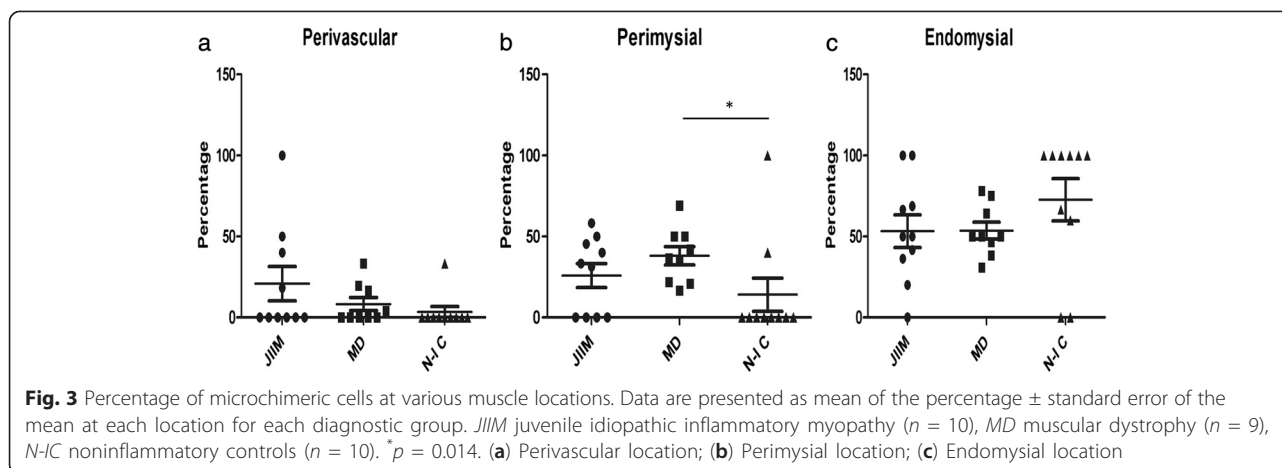 a Perivascular b Perimysial c Endomysial
150 150 150
100 100 100
50 50 50
0 0 0
Percentage Percentage Percentage
*
JIIM MD N-I C JIIM MD N-I C JIIM MD N-I C
Fig. 3 Percentage of microchimeric cells at various muscle locations. Data are presented as mean of the percentage ± standard error of the
mean at each location for each diagnostic group. JIIM juvenile idiopathic inflammatory myopathy (n = 10), MD muscular dystrophy (n = 9),
N-IC noninflammatory controls (n = 10). *p = 0.014. (a) Perivascular location; (b) Perimysial location; (c) Endomysial location